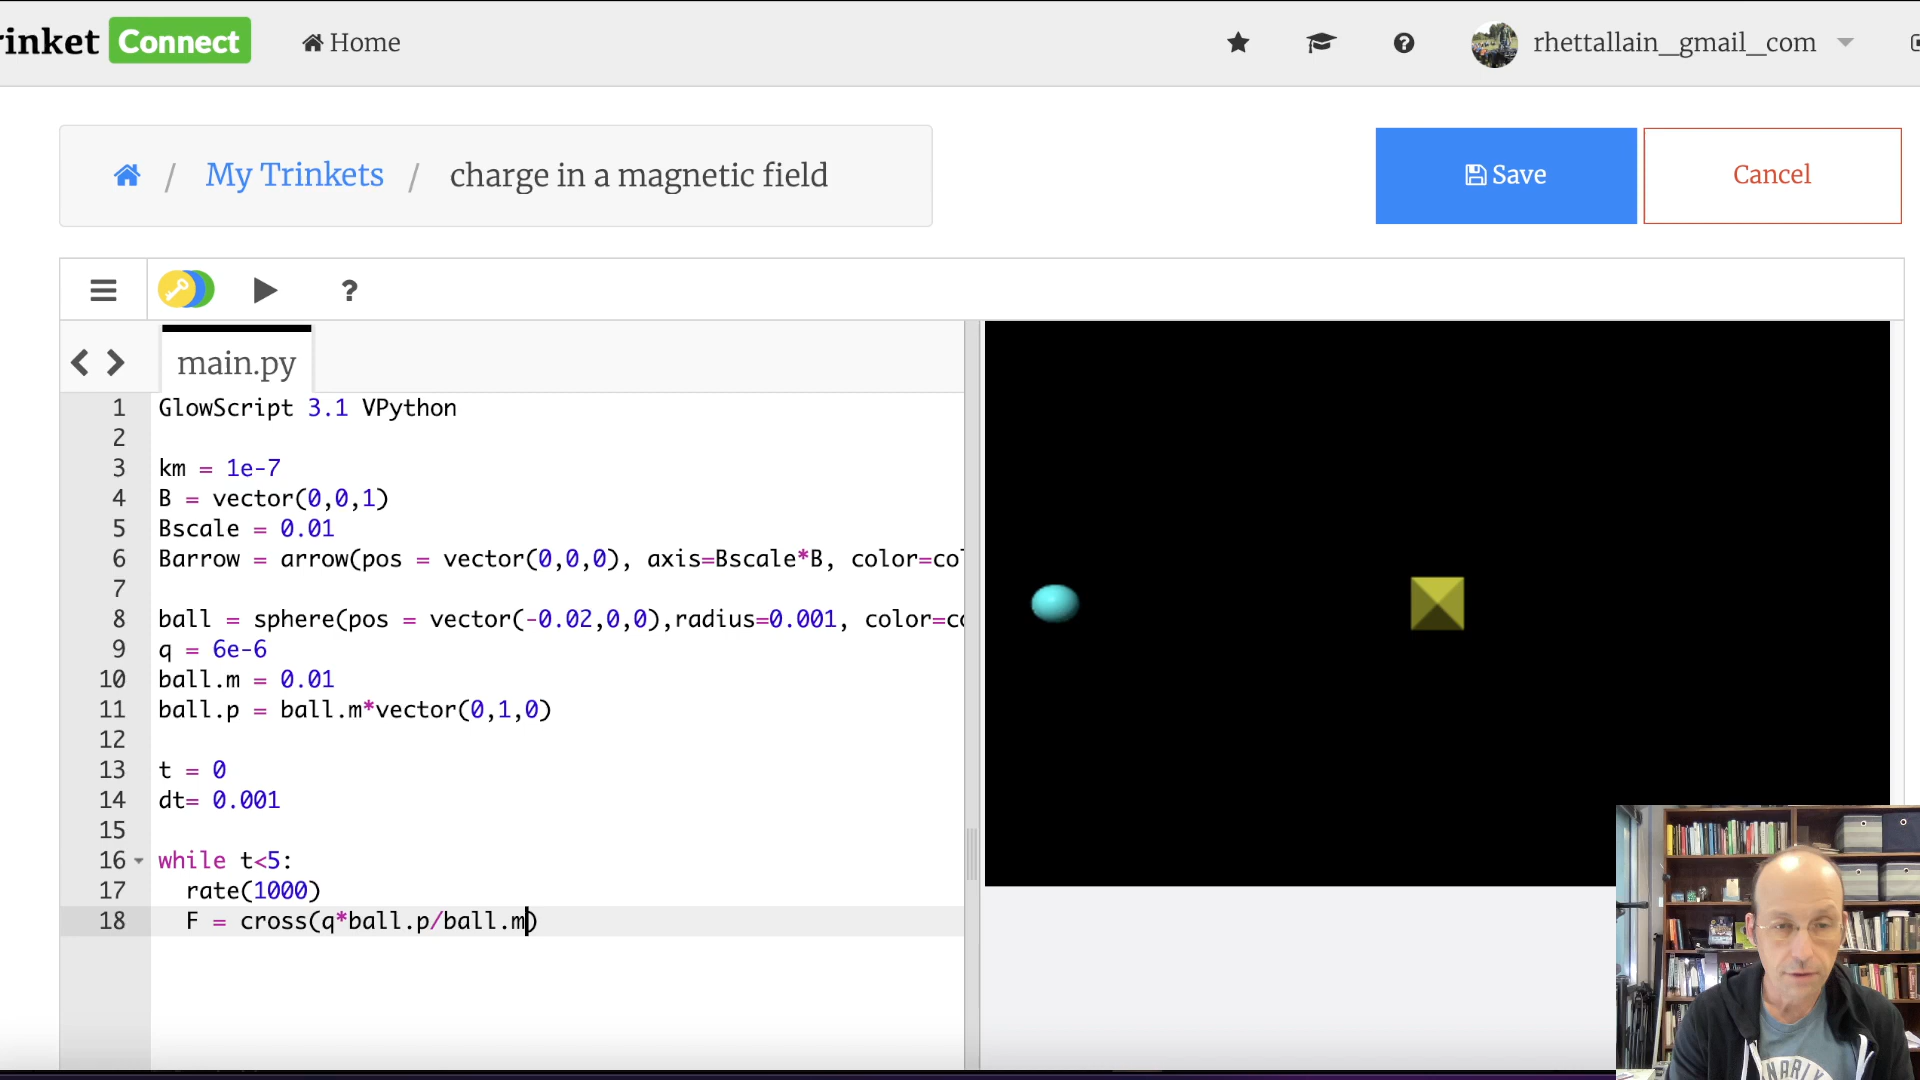 rinket Connect Home rhettallain_gmail_com
/ My Trinkets / charge in a magnetic field Save Cancel
?
main.py
1 GlowScript 3.1 VPython
2
3 km = 1e-7
4 B = vector(0,0,1)
5 Bscale = 0.01
6 Barrow = arrow(pos = vector(0,0,0), axis=Bscale*B, color=co
7
8 ball = sphere(pos = vector(-0.02,0,0),radius=0.001, color=c
9 q = 6e-6
10 ball.m = 0.01
11 ball.p = ball.m*vector(0,1,0)
12
13 t = 0
14 dt= 0.001
15
16 while t<5:
17 rate(1000)
18 F = cross(q*ball.p/ball.m)